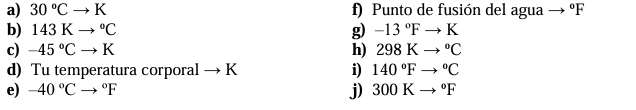 a) 30 ºC → K
b) 143 K → ºC
c) –45 ºC → K
d) Tu temperatura corporal → K
e) –40 ºC → ºF
f) Punto de fusión del agua → ºF
g) –13 ºF → K
h) 298 K → ºC
i) 140 ºF → ºC
j) 300 K → ºF